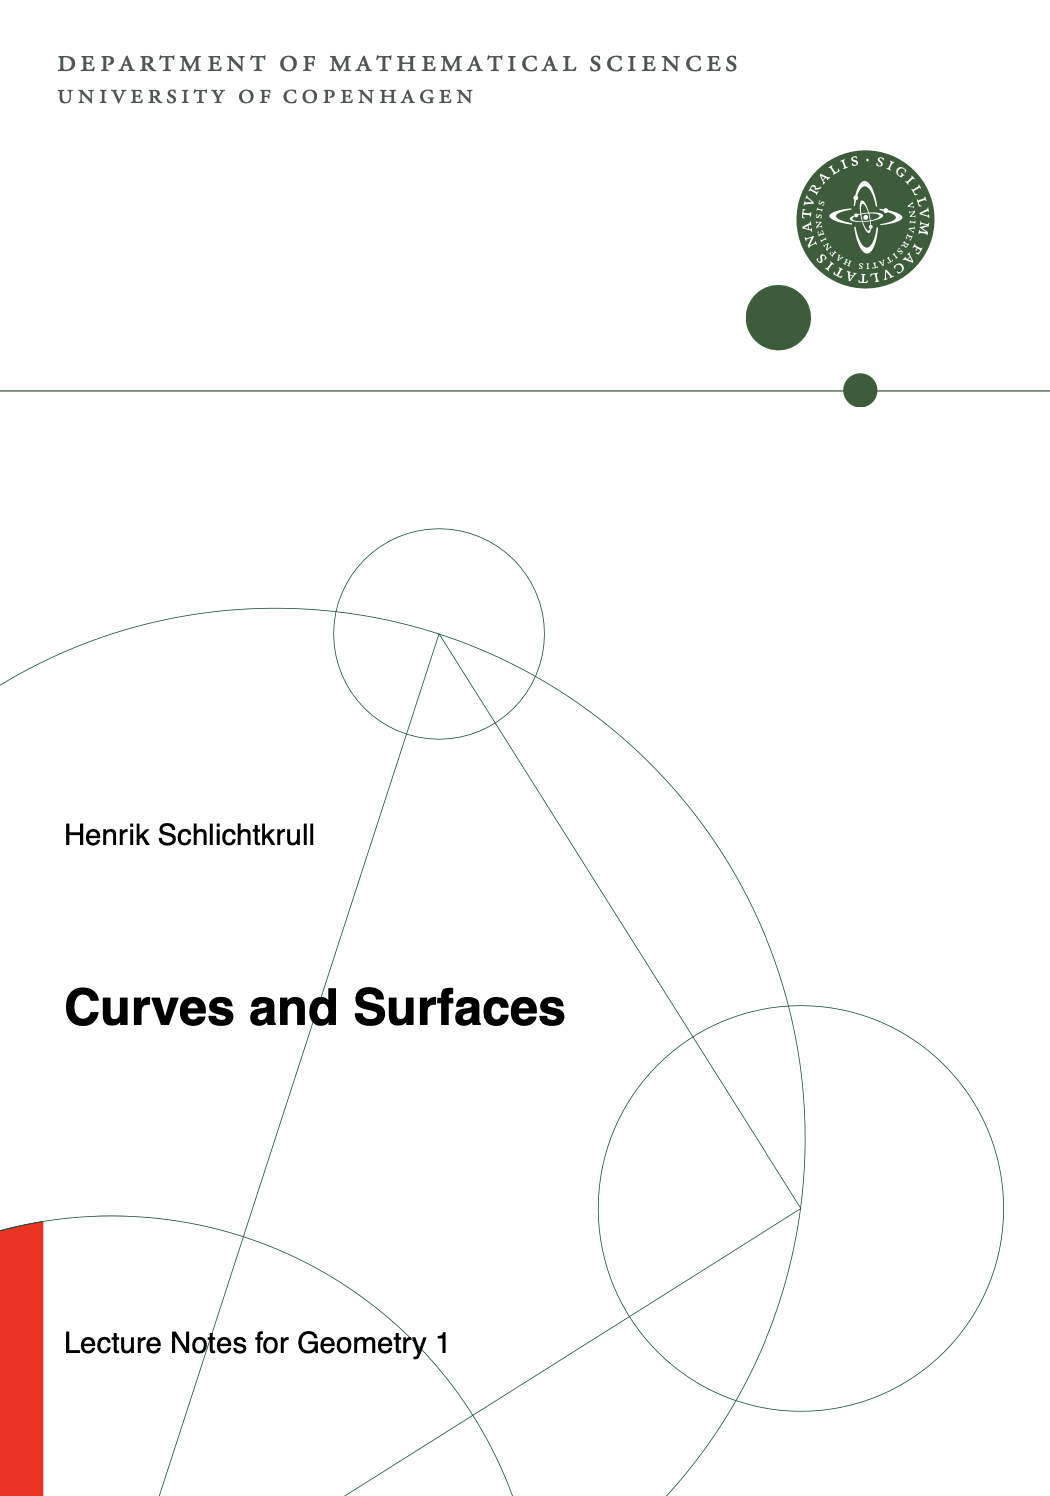 DEPARTMENT OF MATHEMATICAL SCIENCES
UNIVERSITY OF COPENHAGEN
SIGILLVM FACVLTATIS NATVRALIS ·
VNIVERSITATIS HAFNIENSIS
Henrik Schlichtkrull
Curves and Surfaces
Lecture Notes for Geometry 1